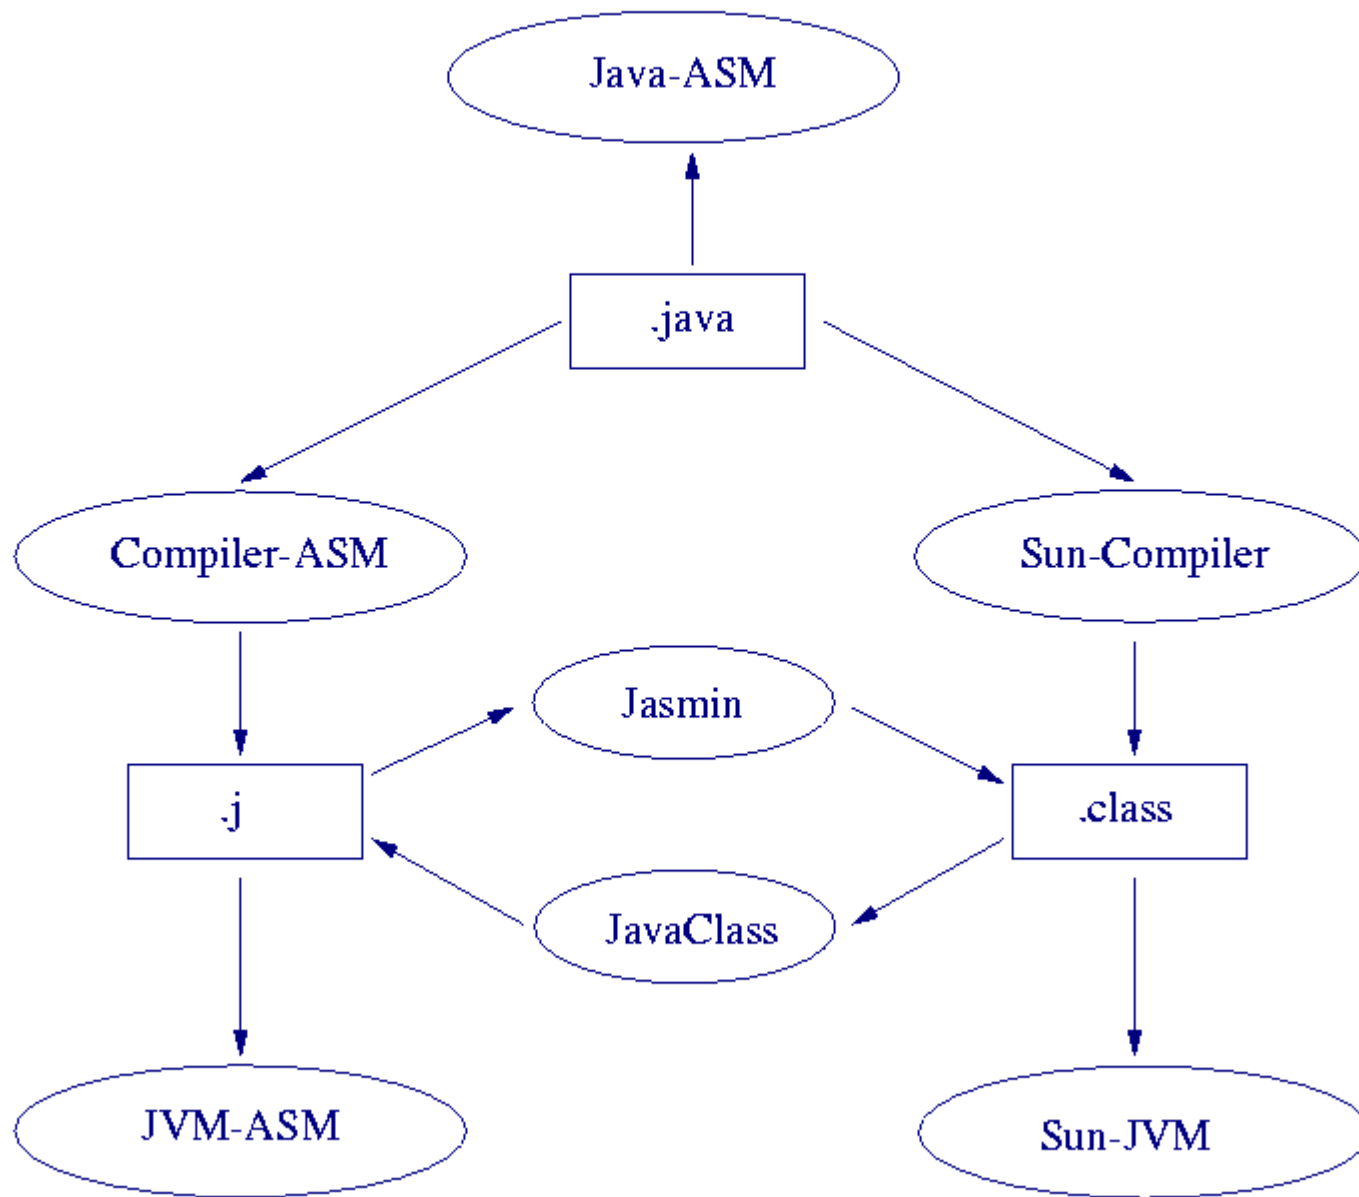 Java-ASM
.java
Compiler-ASM
Sun-Compiler
Jasmin
.j
.class
JavaClass
JVM-ASM
Sun-JVM